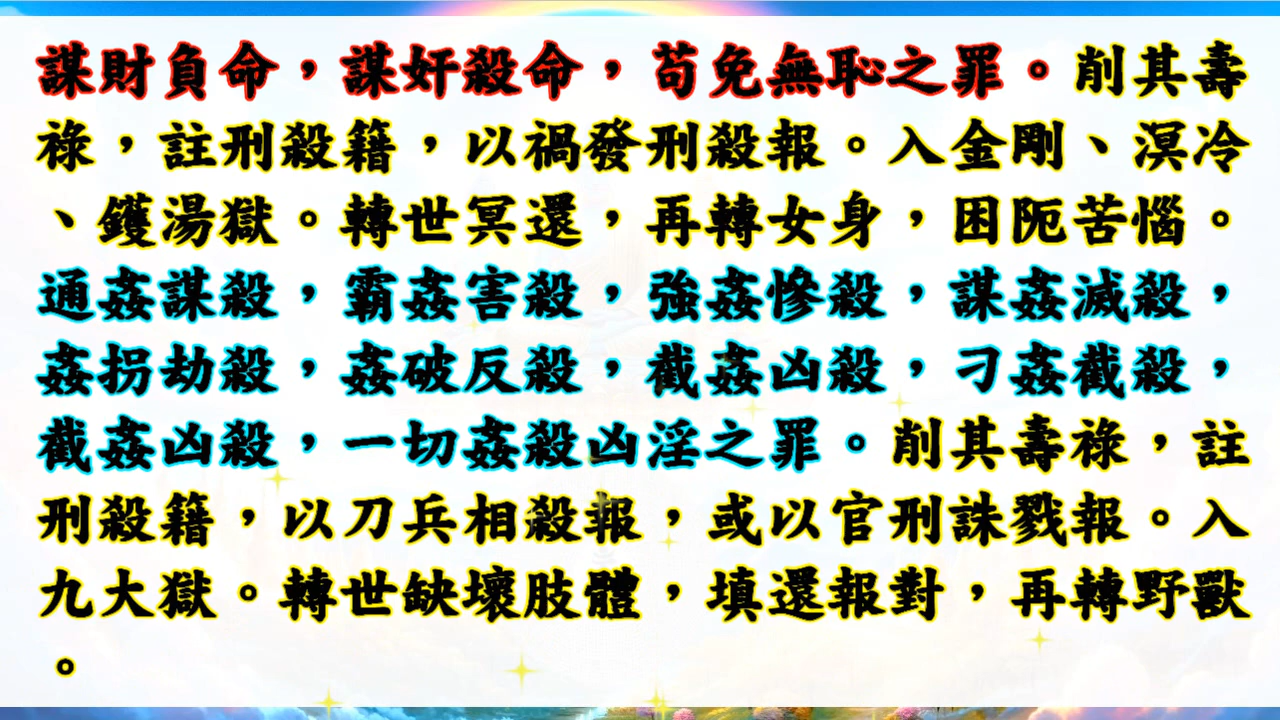 謀財負命，謀奸殺命，苟免無恥之罪。削其壽
祿，註刑殺籍，以禍發刑殺報。入金剛、溟冷
、鑊湯獄。轉世冥還，再轉女身，困阨苦惱。
通姦謀殺，霸姦害殺，強姦慘殺，謀姦滅殺，
姦拐劫殺，姦破反殺，截姦凶殺，刁姦截殺，
截姦凶殺，一切姦殺凶淫之罪。削其壽祿，註
刑殺籍，以刀兵相殺報，或以官刑誅戮報。入
九大獄。轉世缺壞肢體，填還報對，再轉野獸
。